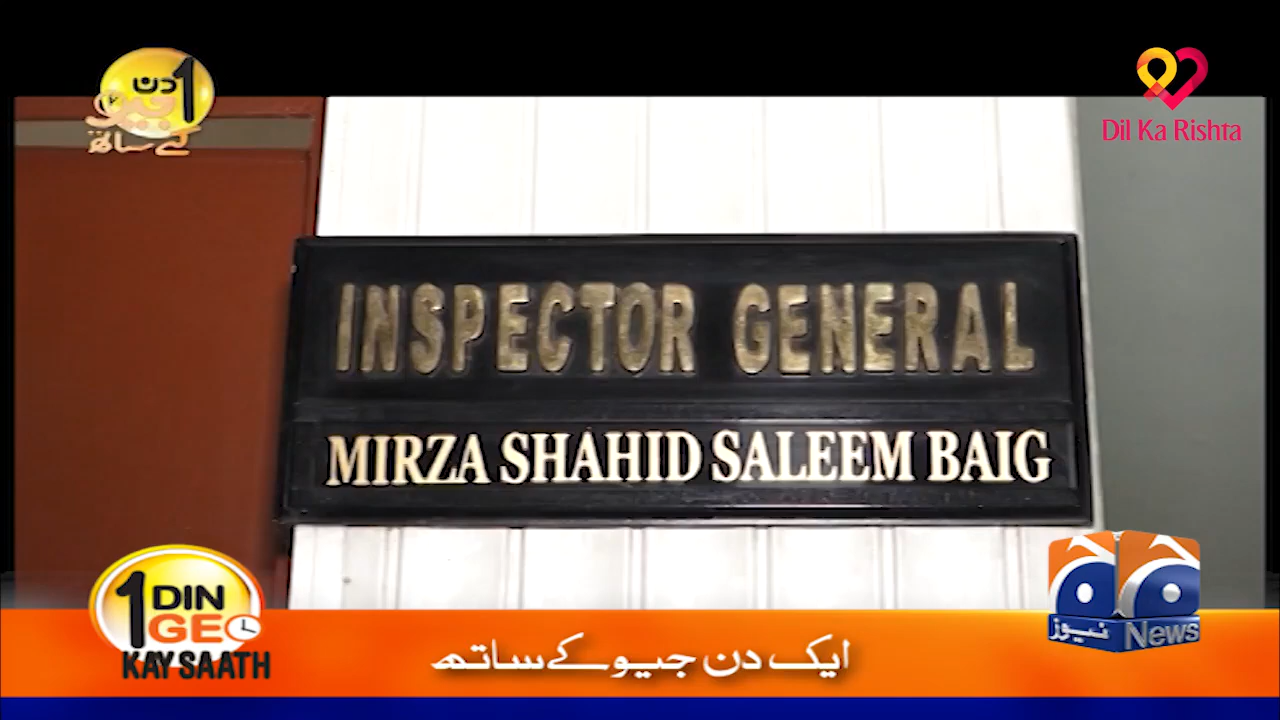 1 دن
جیو
کے ساتھ
Dil Ka Rishta
INSPECTOR GENERAL
MIRZA SHAHID SALEEM BAIG
1 DIN
GEO
KAY SAATH
ایک دن جیو کے ساتھ
نیوز News